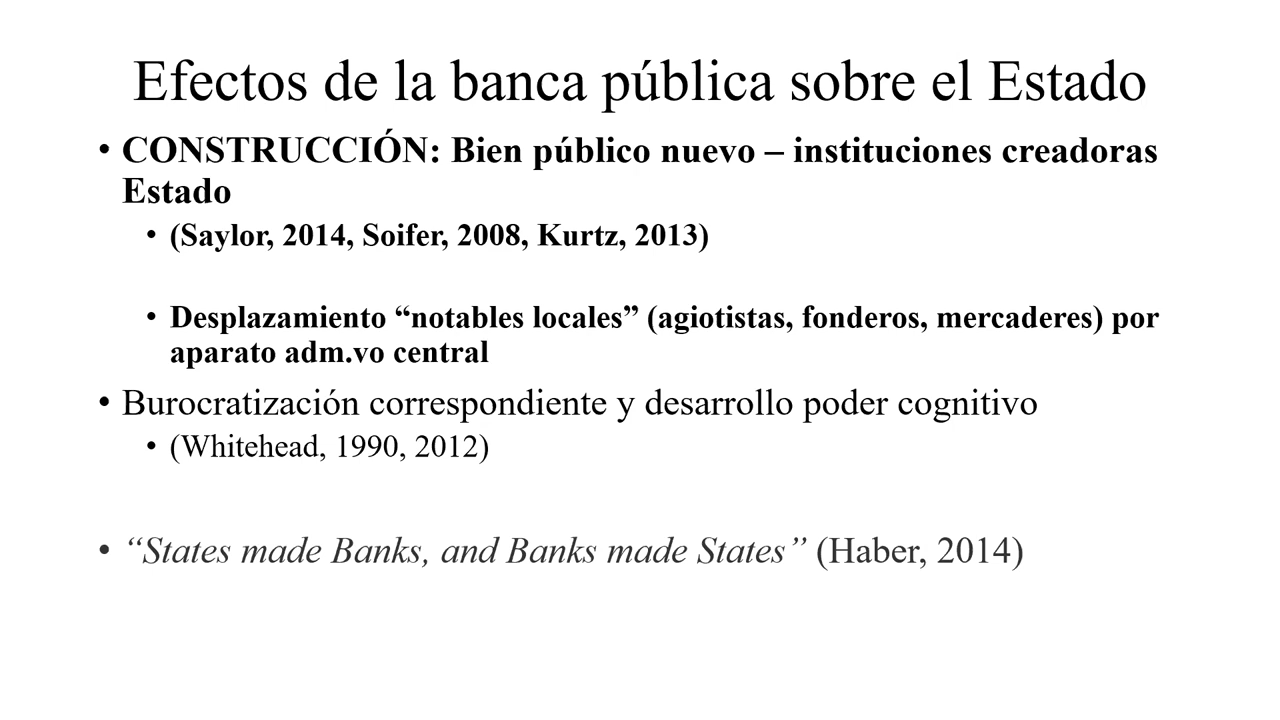 Efectos de la banca pública sobre el Estado
• CONSTRUCCIÓN: Bien público nuevo – instituciones creadoras
Estado
• (Saylor, 2014, Soifer, 2008, Kurtz, 2013)
• Desplazamiento “notables locales” (agiotistas, fonderos, mercaderes) por
aparato adm.vo central
• Burocratización correspondiente y desarrollo poder cognitivo
• (Whitehead, 1990, 2012)
• “States made Banks, and Banks made States” (Haber, 2014)